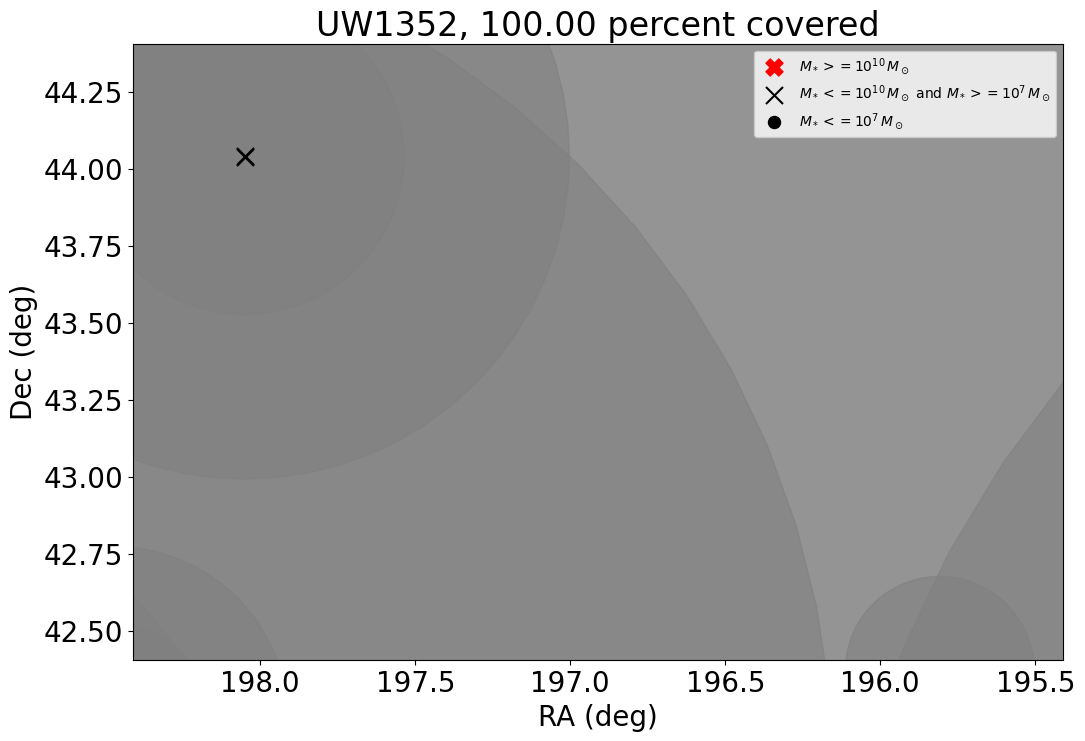 UW1352, 100.00 percent covered
M* >= 10^10 M⊙
M* <= 10^10 M⊙ and M* >= 10^7 M⊙
M* <= 10^7 M⊙
44.25
44.00
43.75
43.50
43.25
43.00
42.75
42.50
Dec (deg)
198.0 197.5 197.0 196.5 196.0 195.5
RA (deg)